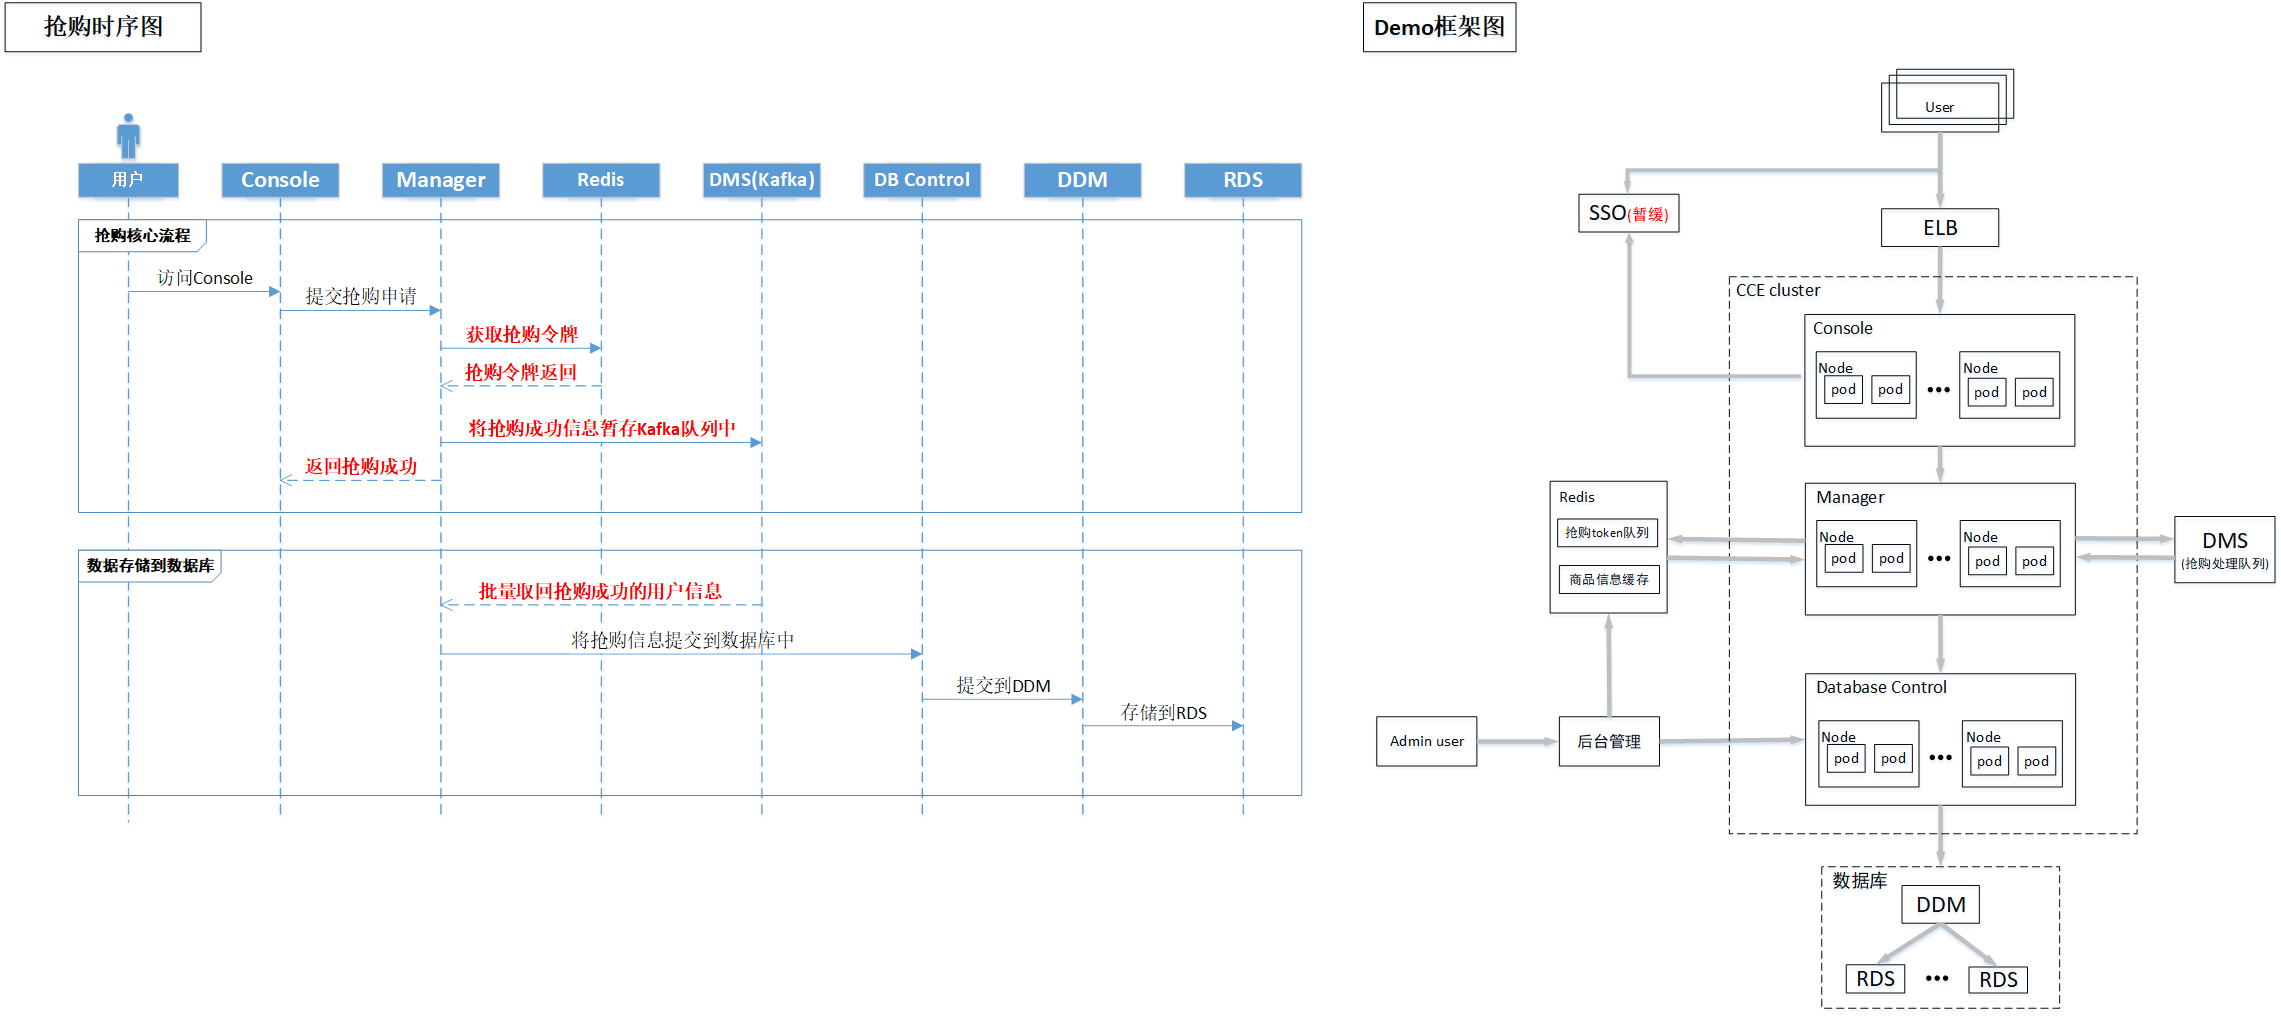 抢购时序图
用户
Console
Manager
Redis
DMS(Kafka)
DB Control
DDM
RDS
抢购核心流程
访问Console
提交抢购申请
获取抢购令牌
抢购令牌返回
将抢购成功信息暂存Kafka队列中
返回抢购成功
数据存储到数据库
批量取回抢购成功的用户信息
将抢购信息提交到数据库中
提交到DDM
存储到RDS
Demo框架图
User
SSO(暂缓)
ELB
CCE cluster
Console
Node
pod
pod
•••
Node
pod
pod
Redis
抢购token队列
商品信息缓存
Manager
Node
pod
pod
•••
Node
pod
pod
DMS
(抢购处理队列)
Admin user
后台管理
Database Control
Node
pod
pod
•••
Node
pod
pod
数据库
DDM
RDS
•••
RDS